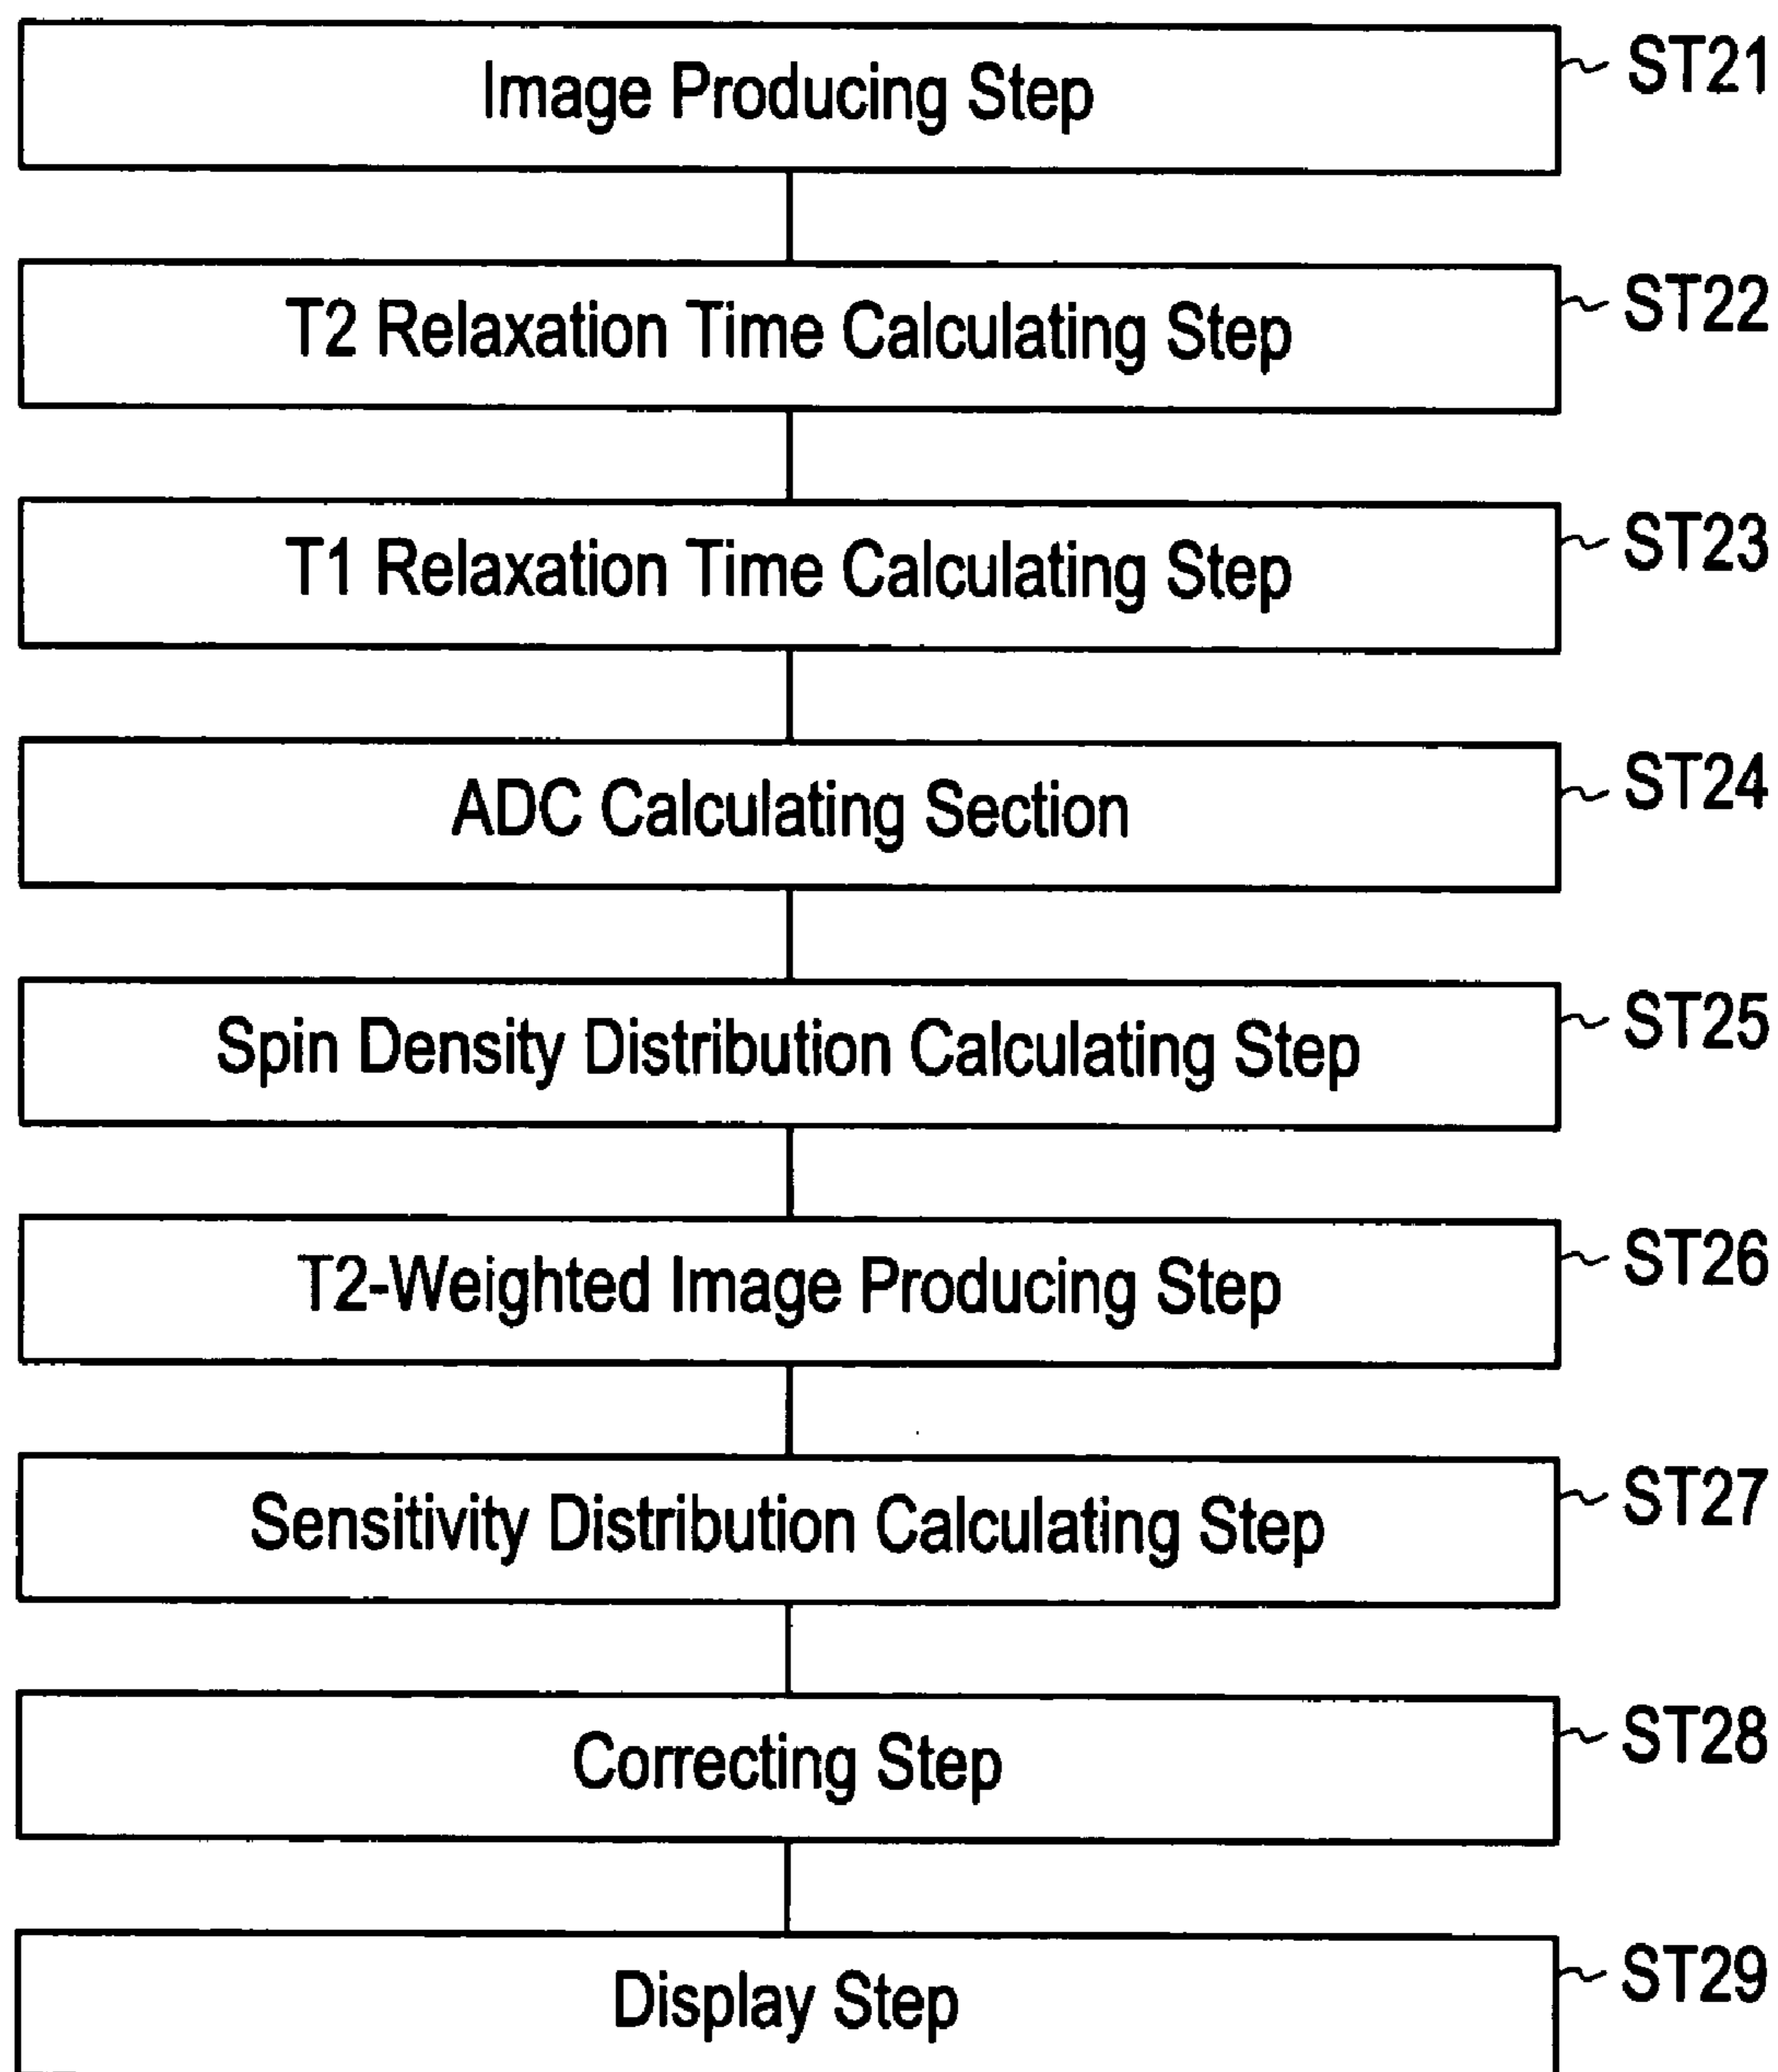 Image Producing Step ST21
T2 Relaxation Time Calculating Step ST22
T1 Relaxation Time Calculating Step ST23
ADC Calculating Section ST24
Spin Density Distribution Calculating Step ST25
T2-Weighted Image Producing Step ST26
Sensitivity Distribution Calculating Step ST27
Correcting Step ST28
Display Step ST29